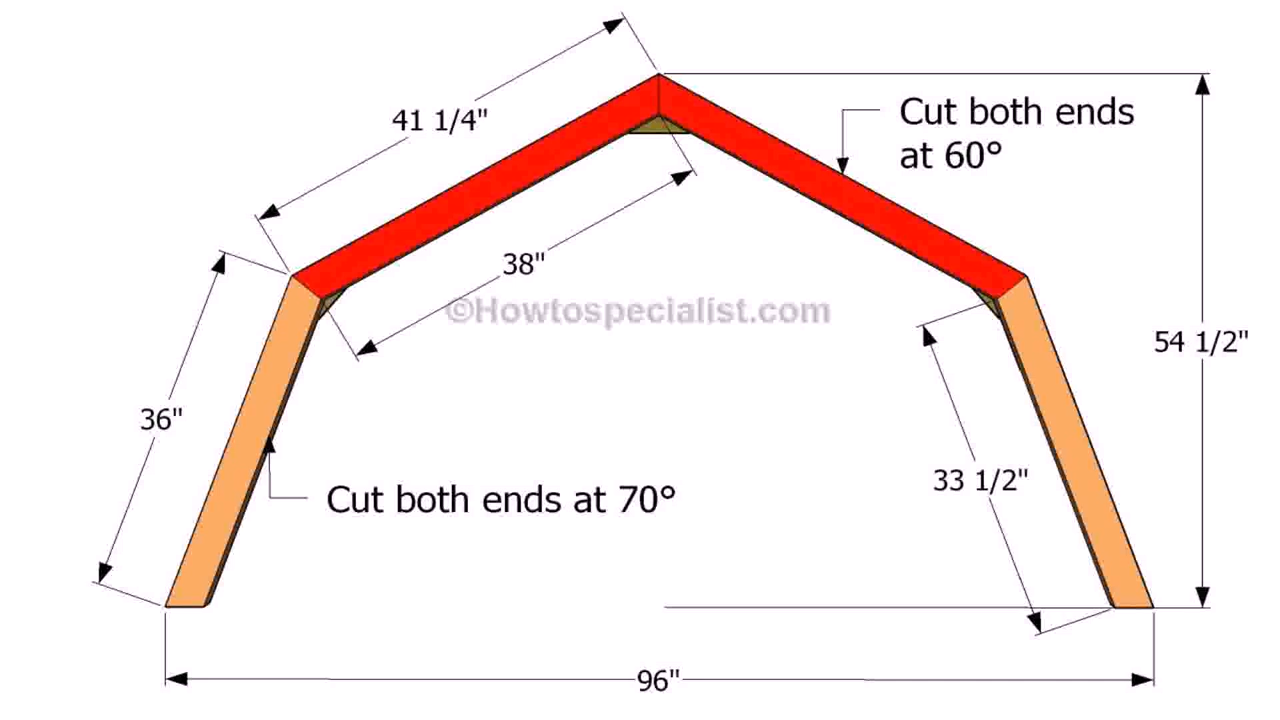 41 1/4"
Cut both ends
at 60°
38"
©Howtospecialist.com
54 1/2"
36"
33 1/2"
Cut both ends at 70°
96"